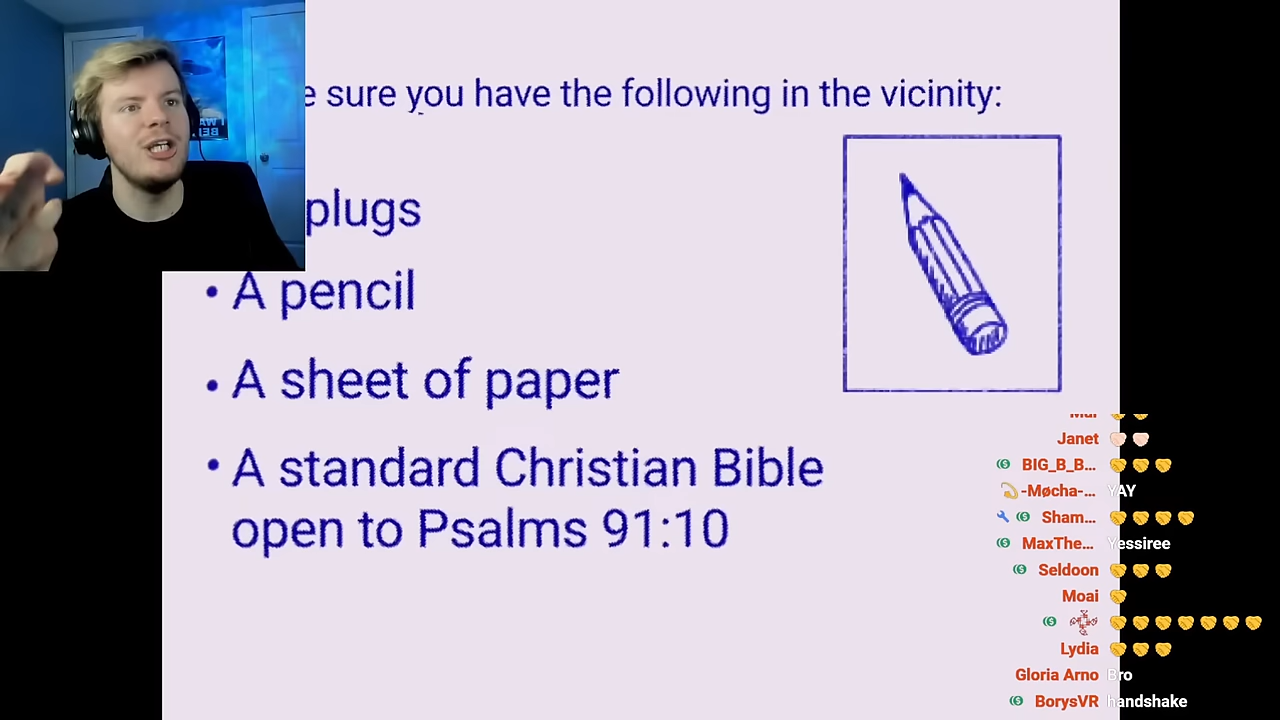 e sure you have the following in the vicinity:
plugs
• A pencil
• A sheet of paper
• A standard Christian Bible
open to Psalms 91:10
Janet
BIG_B_B...
-Møcha-... YAY
Sham...
MaxThe... Yessiree
Seldoon
Moai
Lydia
Gloria Arno Bro
BorysVR handshake